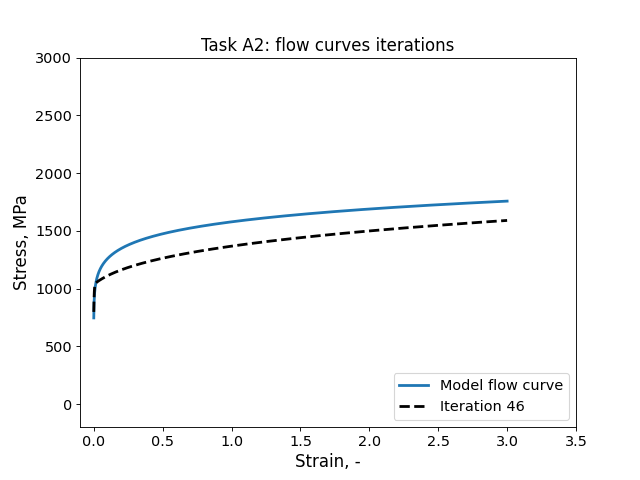 Task A2: flow curves iterations
3000
2500
2000
1500
1000
500
0
Stress, MPa
Model flow curve
Iteration 46
0.0 0.5 1.0 1.5 2.0 2.5 3.0 3.5
Strain, -